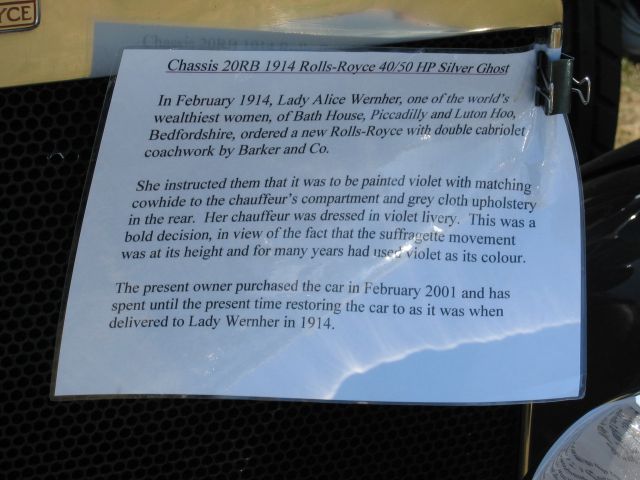 YCE
Chassis 20RB 1914 Rolls-Royce 40/50 HP Silver Ghost
In February 1914, Lady Alice Wernher, one of the world's
wealthiest women, of Bath House, Piccadilly and Luton Hoo,
Bedfordshire, ordered a new Rolls-Royce with double cabriolet
coachwork by Barker and Co.
She instructed them that it was to be painted violet with matching
cowhide to the chauffeur's compartment and grey cloth upholstery
in the rear. Her chauffeur was dressed in violet livery. This was a
bold decision, in view of the fact that the suffragette movement
was at its height and for many years had used violet as its colour.
The present owner purchased the car in February 2001 and has
spent until the present time restoring the car to as it was when
delivered to Lady Wernher in 1914.